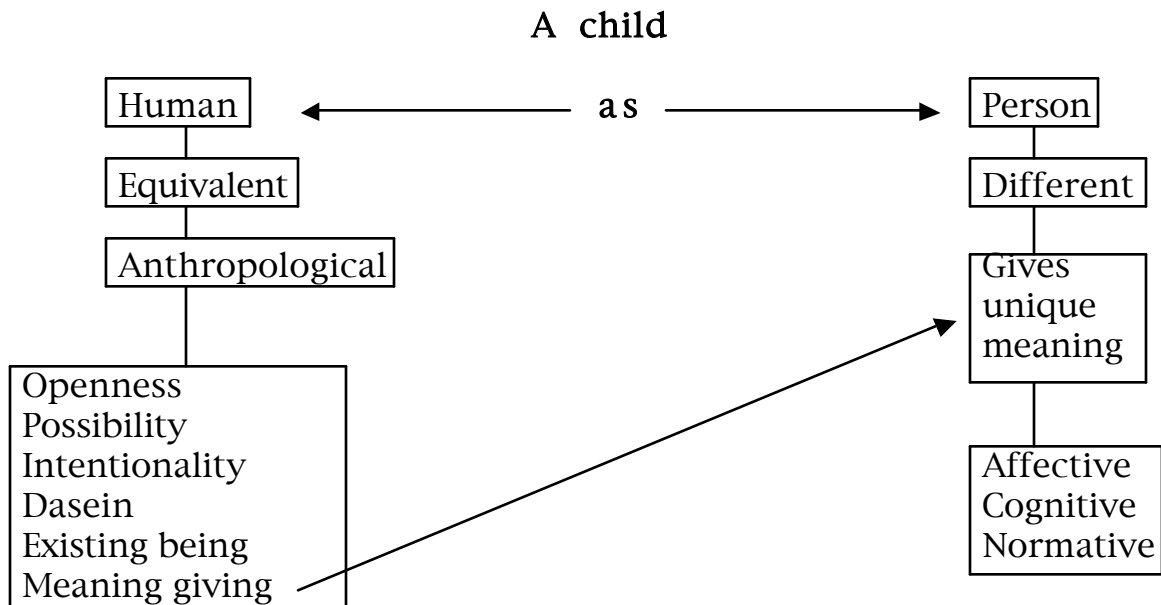 A child
Human
as
Person
Equivalent
Different
Anthropological
Gives
unique
meaning
Openness
Possibility
Intentionality
Dasein
Existing being
Meaning giving
Affective
Cognitive
Normative